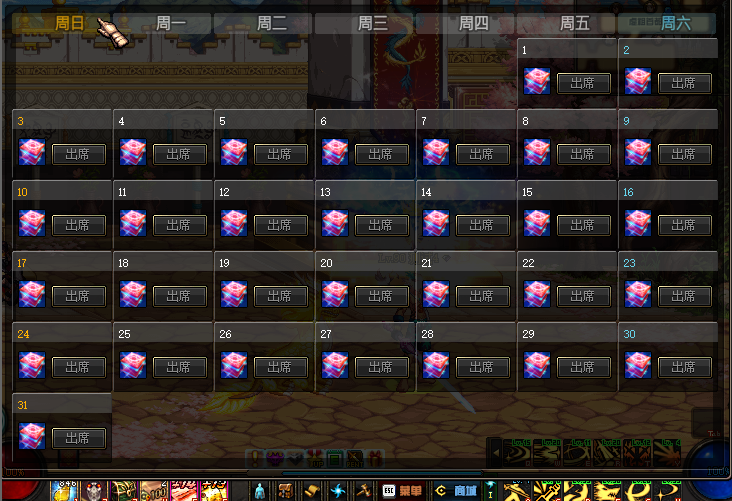 周日 周一 周二 周三 周四 周五 周六
1 2
出席 出席
3 4 5 6 7 8 9
出席 出席 出席 出席 出席 出席 出席
10 11 12 13 14 15 16
出席 出席 出席 出席 出席 出席 出席
17 18 19 20 21 22 23
出席 出席 出席 出席 出席 出席 出席
24 25 26 27 28 29 30
出席 出席 出席 出席 出席 出席 出席
31
出席
Tab
100%
846
ESC 菜单 商城